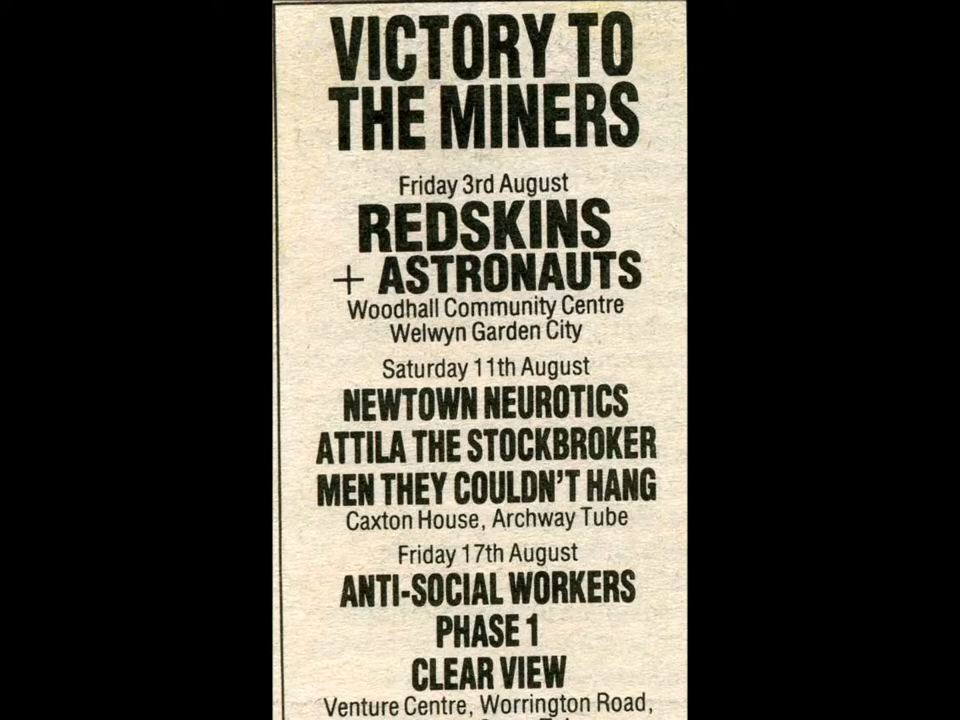 VICTORY TO
THE MINERS
Friday 3rd August
REDSKINS
+ ASTRONAUTS
Woodhall Community Centre
Welwyn Garden City
Saturday 11th August
NEWTOWN NEUROTICS
ATTILA THE STOCKBROKER
MEN THEY COULDN'T HANG
Caxton House, Archway Tube
Friday 17th August
ANTI-SOCIAL WORKERS
PHASE 1
CLEAR VIEW
Venture Centre, Worrington Road,